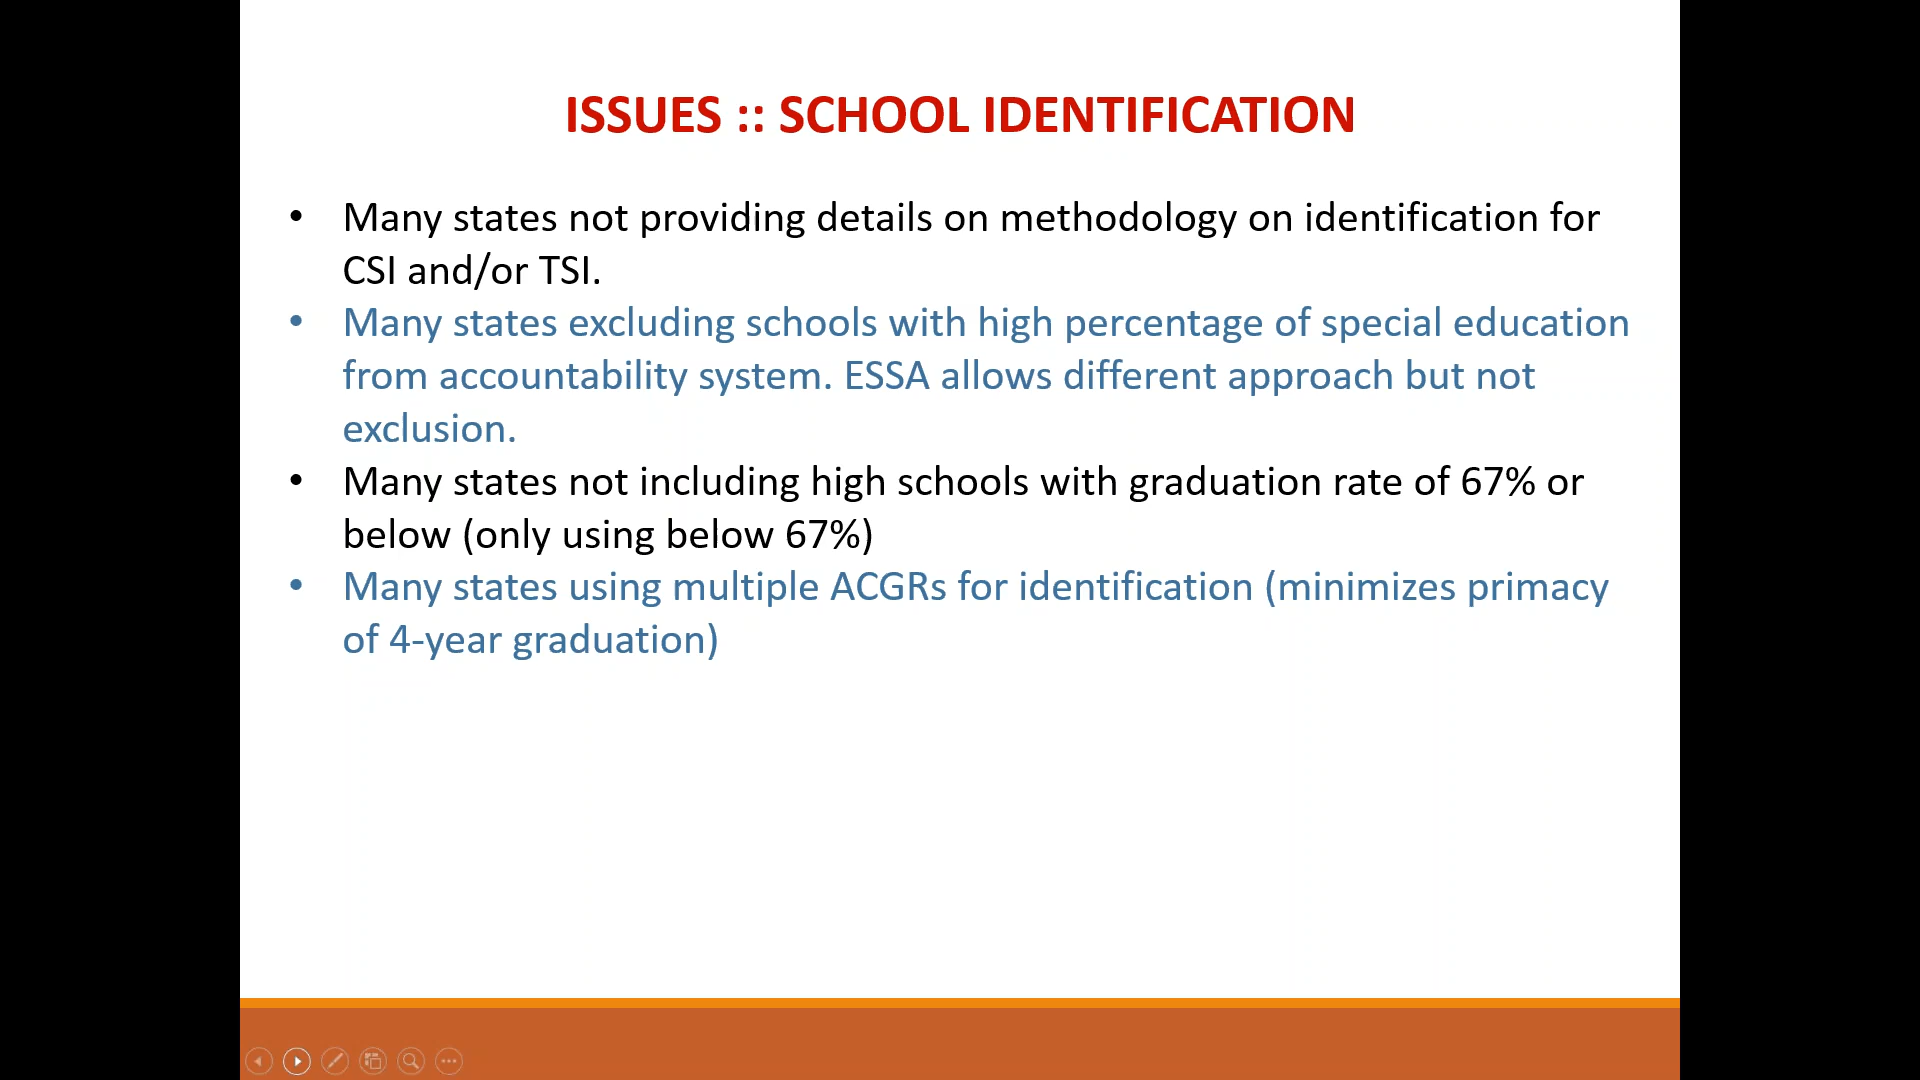 ISSUES :: SCHOOL IDENTIFICATION
• Many states not providing details on methodology on identification for
CSI and/or TSI.
• Many states excluding schools with high percentage of special education
from accountability system. ESSA allows different approach but not
exclusion.
• Many states not including high schools with graduation rate of 67% or
below (only using below 67%)
• Many states using multiple ACGRs for identification (minimizes primacy
of 4-year graduation)